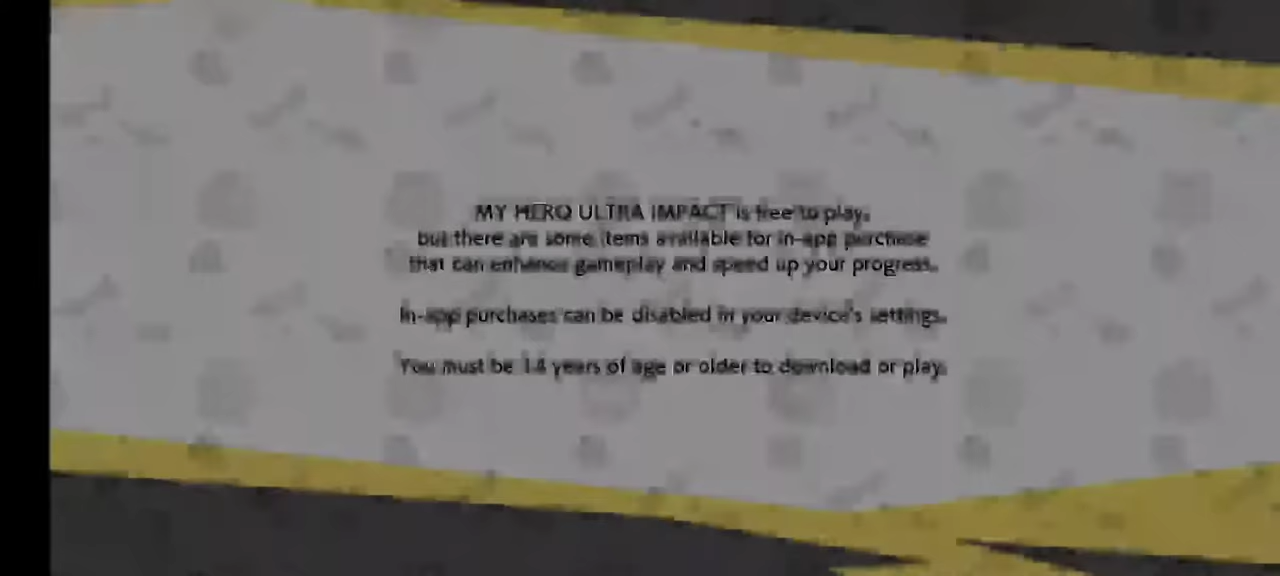 MY HERO ULTRA IMPACT is free to play,
but there are some items available for in-app purchase
that can enhance gameplay and speed up your progress.
In-app purchases can be disabled in your device's settings.
You must be years of age or older to download or play.